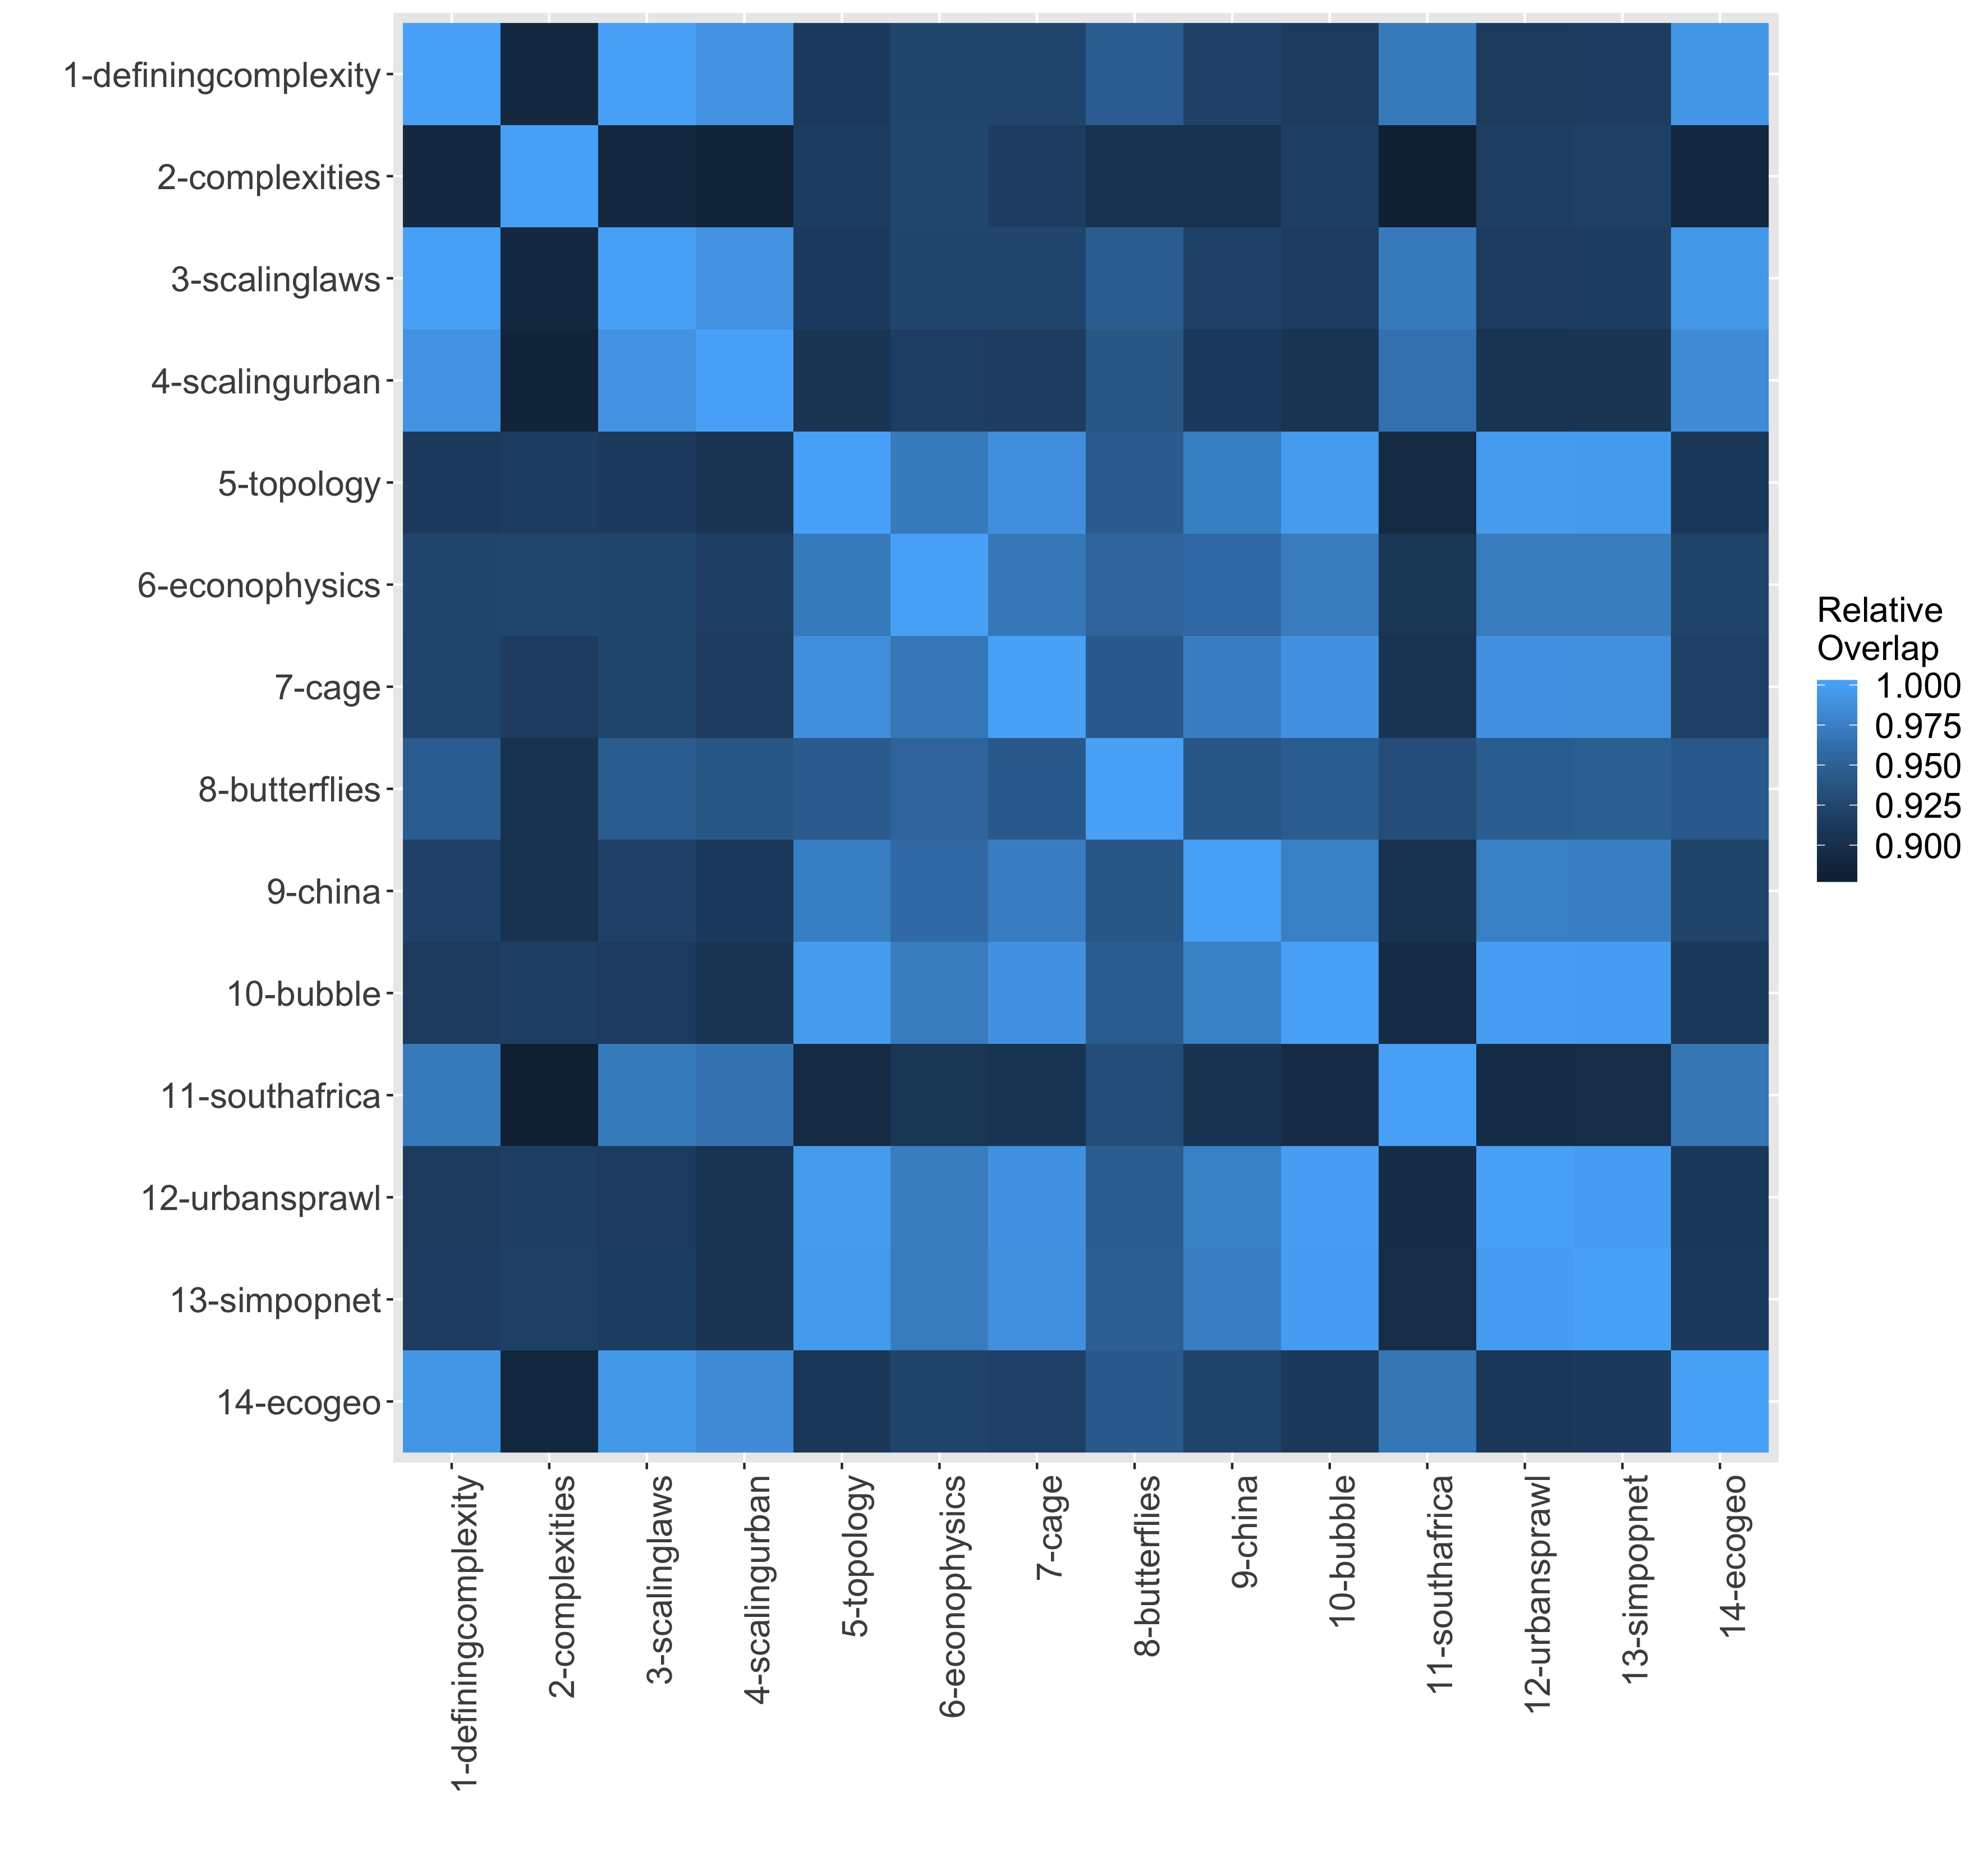 1-definingcomplexity
2-complexities
3-scalinglaws
4-scalingurban
5-topology
6-econophysics
7-cage
8-butterflies
9-china
10-bubble
11-southafrica
12-urbansprawl
13-simpopnet
14-ecogeo
1-definingcomplexity
2-complexities
3-scalinglaws
4-scalingurban
5-topology
6-econophysics
7-cage
8-butterflies
9-china
10-bubble
11-southafrica
12-urbansprawl
13-simpopnet
14-ecogeo
Relative
Overlap
1.000
0.975
0.950
0.925
0.900